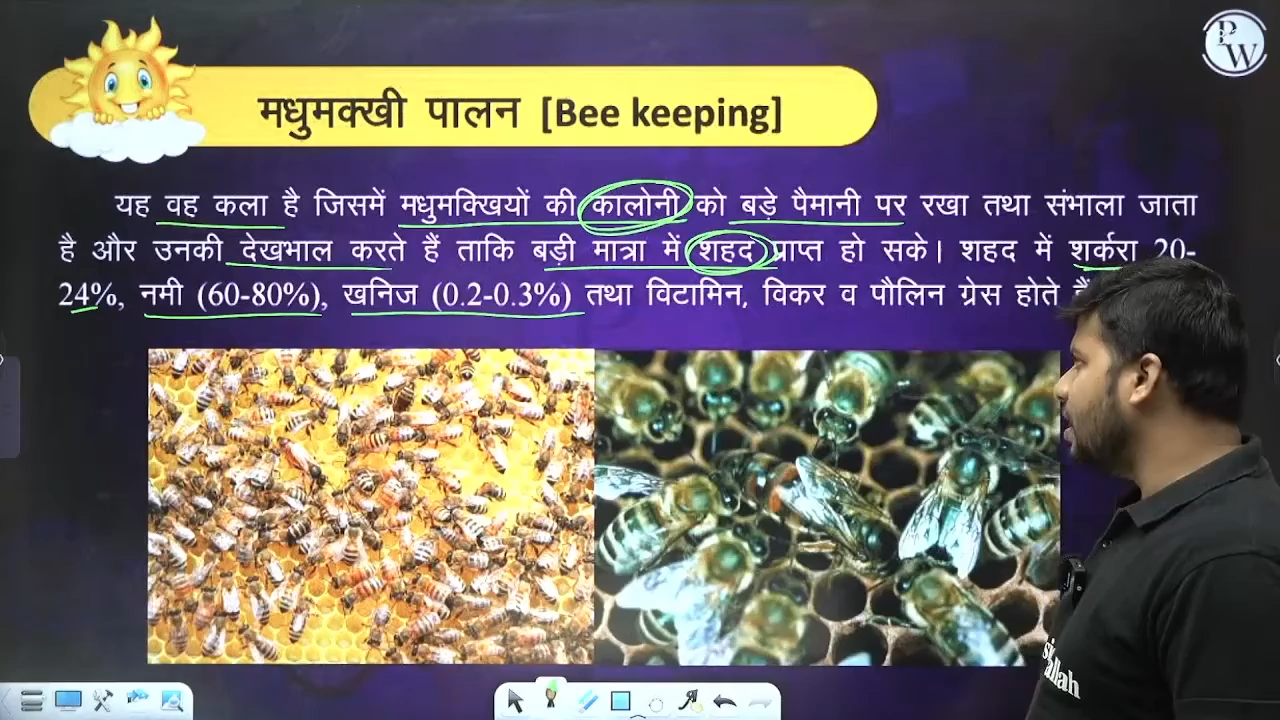 PW
मधुमक्खी पालन [Bee keeping]
यह वह कला है जिसमें मधुमक्खियों की कालोनी को बड़े पैमानी पर रखा तथा संभाला जाता
है और उनकी देखभाल करते हैं ताकि बड़ी मात्रा में शहद प्राप्त हो सके। शहद में शर्करा 20-
24%, नमी (60-80%), खनिज (0.2-0.3%) तथा विटामिन, विकर व पौलिन ग्रेस होते हैं